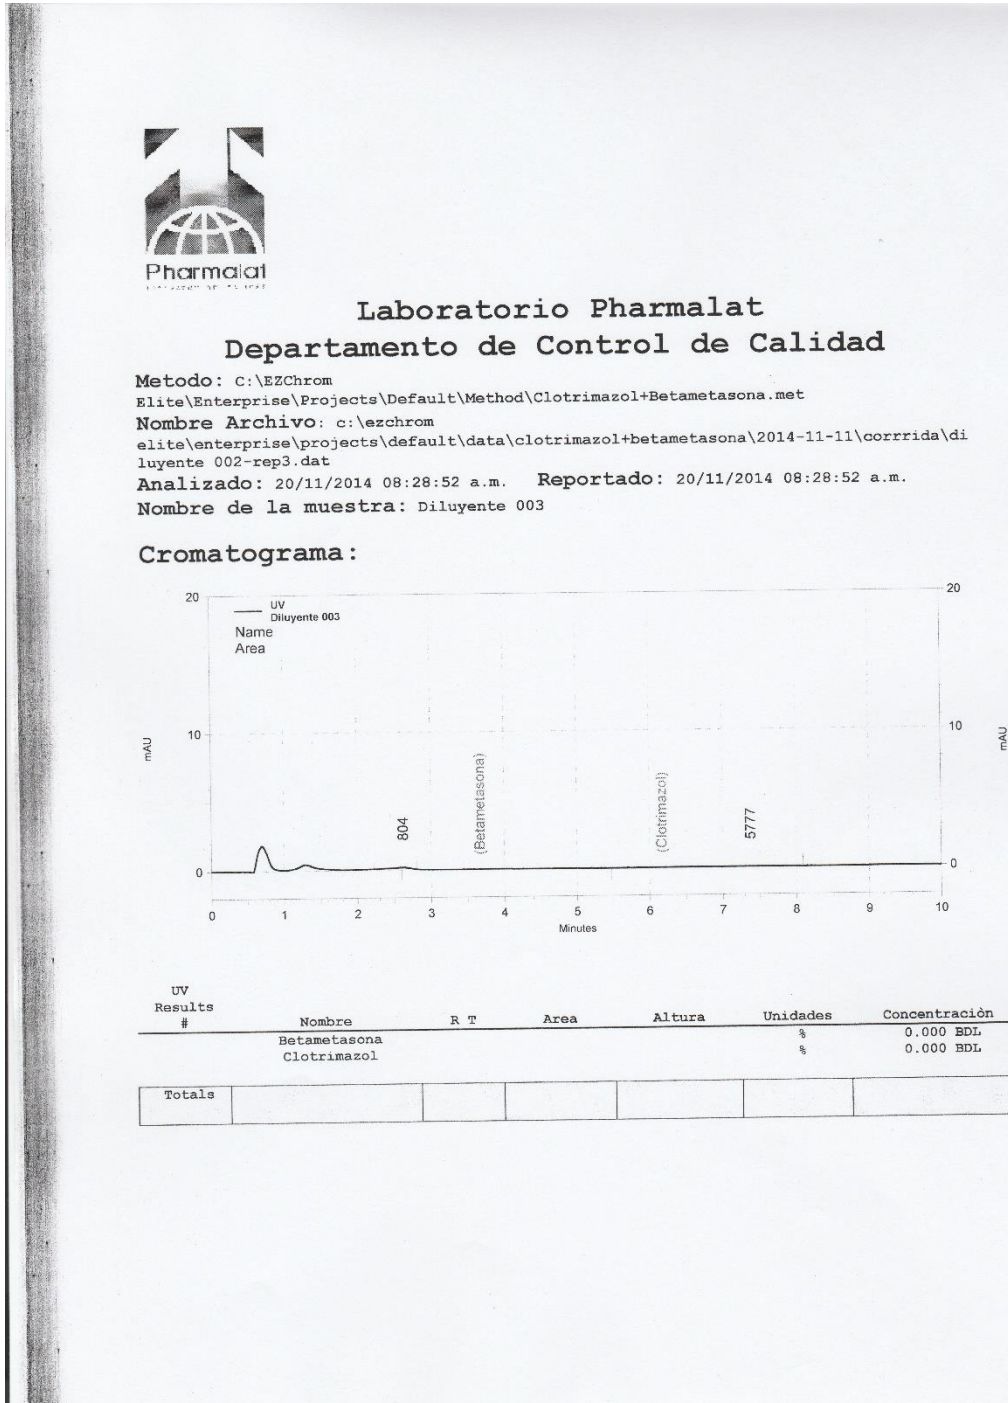 Pharmalat
Laboratorio Pharmalat
Departamento de Control de Calidad
Metodo: C:\EZChrom
Elite\Enterprise\Projects\Default\Method\Clotrimazol+Betametasona.met
Nombre Archivo: c:\ezchrom
elite\enterprise\projects\default\data\clotrimazol+betametasona\2014-11-11\corrrida\di
luyente 002-rep3.dat
Analizado: 20/11/2014 08:28:52 a.m. Reportado: 20/11/2014 08:28:52 a.m.
Nombre de la muestra: Diluyente 003
Cromatograma:
20 20
UV
Diluyente 003
Name
Area
10 10
mAU mAU
804 (Betametasona) (Clotrimazol) 5777
0 0
0 1 2 3 4 5 6 7 8 9 10
Minutes
UV
Results
# Nombre R T Area Altura Unidades Concentraciòn
Betametasona % 0.000 BDL
Clotrimazol % 0.000 BDL
Totals